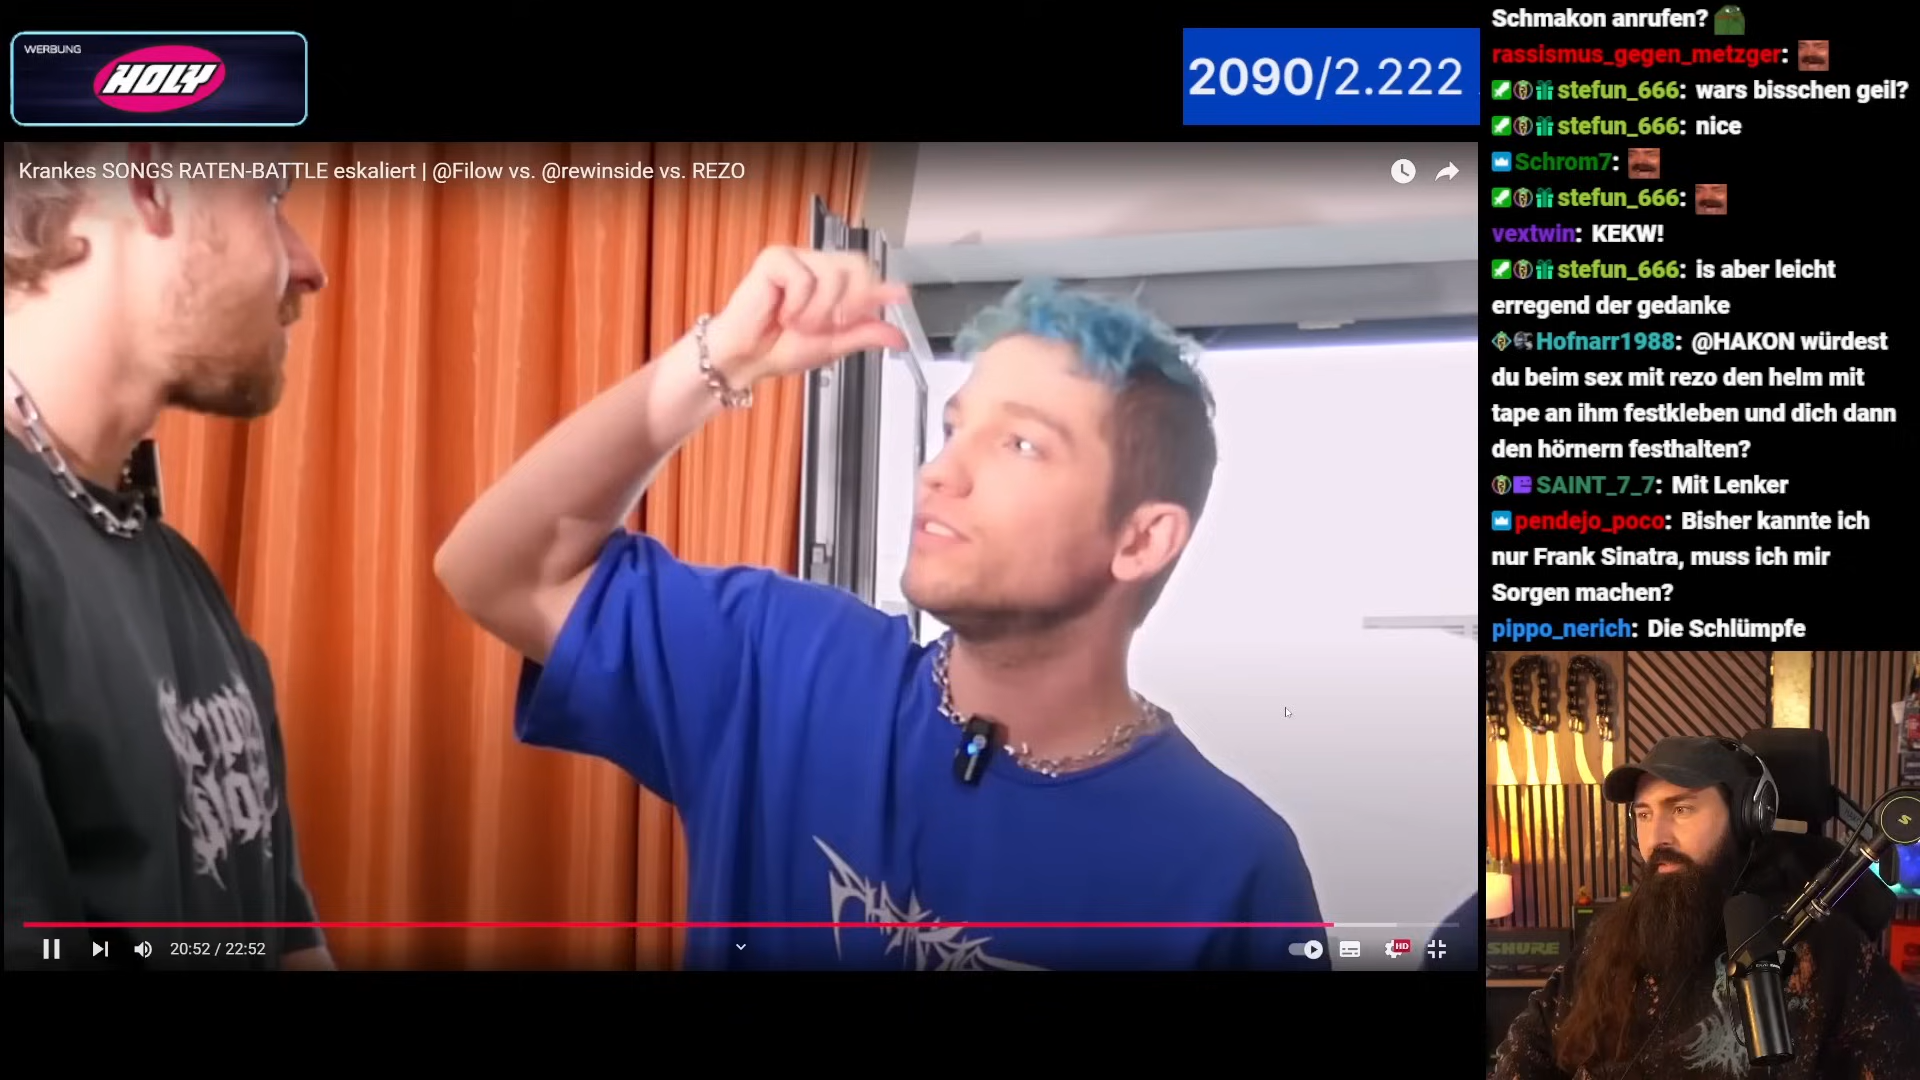 WERBUNG
HOLY
2090/2.222
Krankes SONGS RATEN-BATTLE eskaliert | @Filow vs. @rewinside vs. REZO
20:52 / 22:52
HD
Schmakon anrufen?
rassismus_gegen_metzger:
stefun_666: wars bisschen geil?
stefun_666: nice
Schrom7:
stefun_666:
vextwin: KEKW!
stefun_666: is aber leicht
erregend der gedanke
Hofnarr1988: @HAKON würdest
du beim sex mit rezo den helm mit
tape an ihm festkleben und dich dann
den hörnern festhalten?
SAINT_7_7: Mit Lenker
pendejo_poco: Bisher kannte ich
nur Frank Sinatra, muss ich mir
Sorgen machen?
pippo_nerich: Die Schlümpfe
SHURE